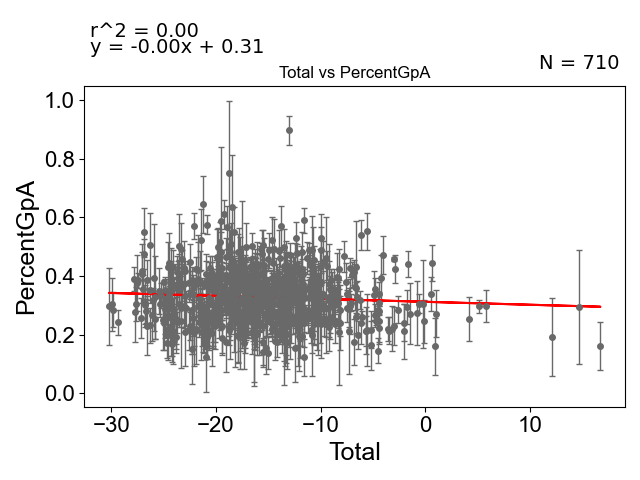 r^2 = 0.00
y = -0.00x + 0.31
N = 710
Total vs PercentGpA
1.0
0.8
0.6
0.4
0.2
0.0
PercentGpA
−30
−20
−10
0
10
Total